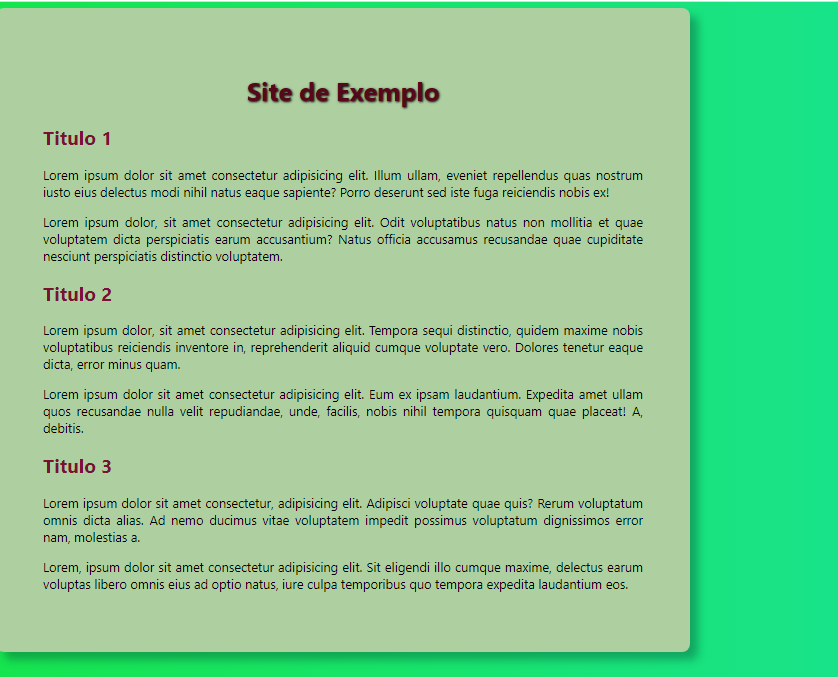 Site de Exemplo
Titulo 1
Lorem ipsum dolor sit amet consectetur adipisicing elit. Illum ullam, eveniet repellendus quas nostrum
iusto eius delectus modi nihil natus eaque sapiente? Porro deserunt sed iste fuga reiciendis nobis ex!
Lorem ipsum dolor, sit amet consectetur adipisicing elit. Odit voluptatibus natus non mollitia et quae
voluptatem dicta perspiciatis earum accusantium? Natus officia accusamus recusandae quae cupiditate
nesciunt perspiciatis distinctio voluptatem.
Titulo 2
Lorem ipsum dolor, sit amet consectetur adipisicing elit. Tempora sequi distinctio, quidem maxime nobis
voluptatibus reiciendis inventore in, reprehenderit aliquid cumque voluptate vero. Dolores tenetur eaque
dicta, error minus quam.
Lorem ipsum dolor sit amet consectetur adipisicing elit. Eum ex ipsam laudantium. Expedita amet ullam
quos recusandae nulla velit repudiandae, unde, facilis, nobis nihil tempora quisquam quae placeat! A,
debitis.
Titulo 3
Lorem ipsum dolor sit amet consectetur, adipisicing elit. Adipisci voluptate quae quis? Rerum voluptatum
omnis dicta alias. Ad nemo ducimus vitae voluptatem impedit possimus voluptatum dignissimos error
nam, molestias a.
Lorem, ipsum dolor sit amet consectetur adipisicing elit. Sit eligendi illo cumque maxime, delectus earum
voluptas libero omnis eius ad optio natus, iure culpa temporibus quo tempora expedita laudantium eos.